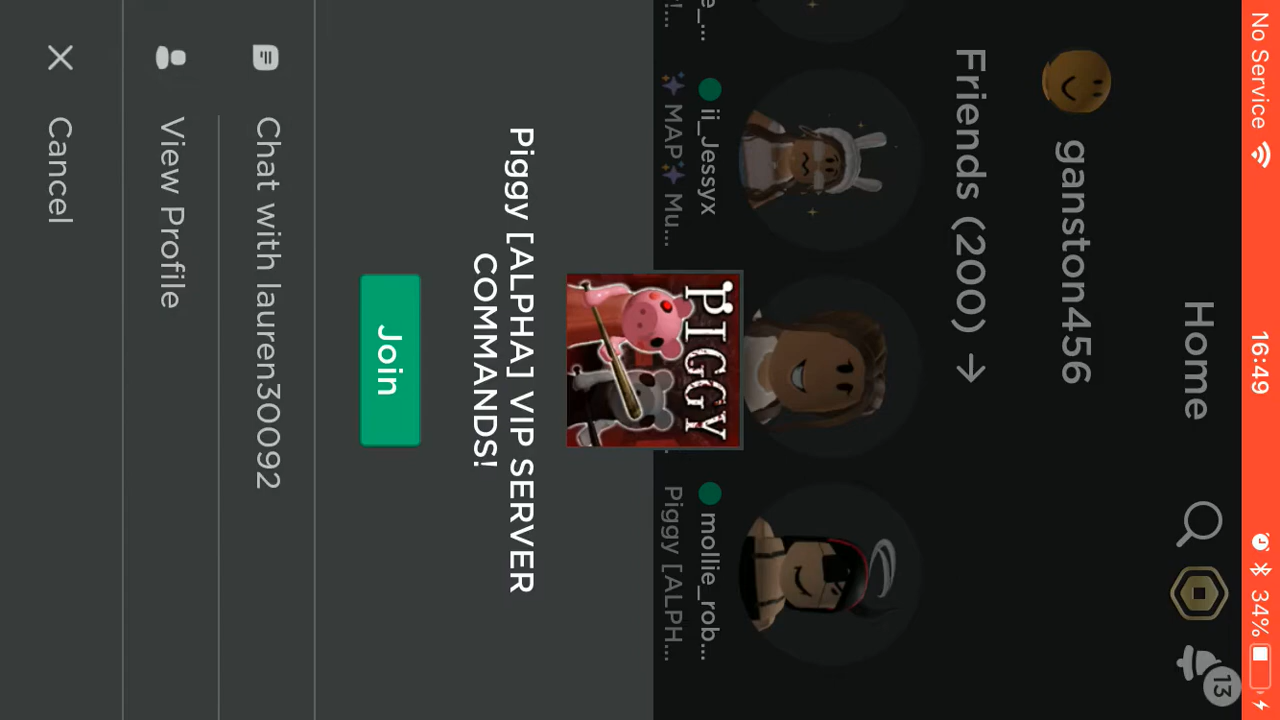 No Service 16:49 34%
Home 13
ganston456
Friends (200) →
ii_Jessyx mollie_rob...
✨ MAP✨ Mu... Piggy [ALPH...
PIGGY
Piggy [ALPHA] VIP SERVER
COMMANDS!
Join
Chat with lauren30092
View Profile
Cancel